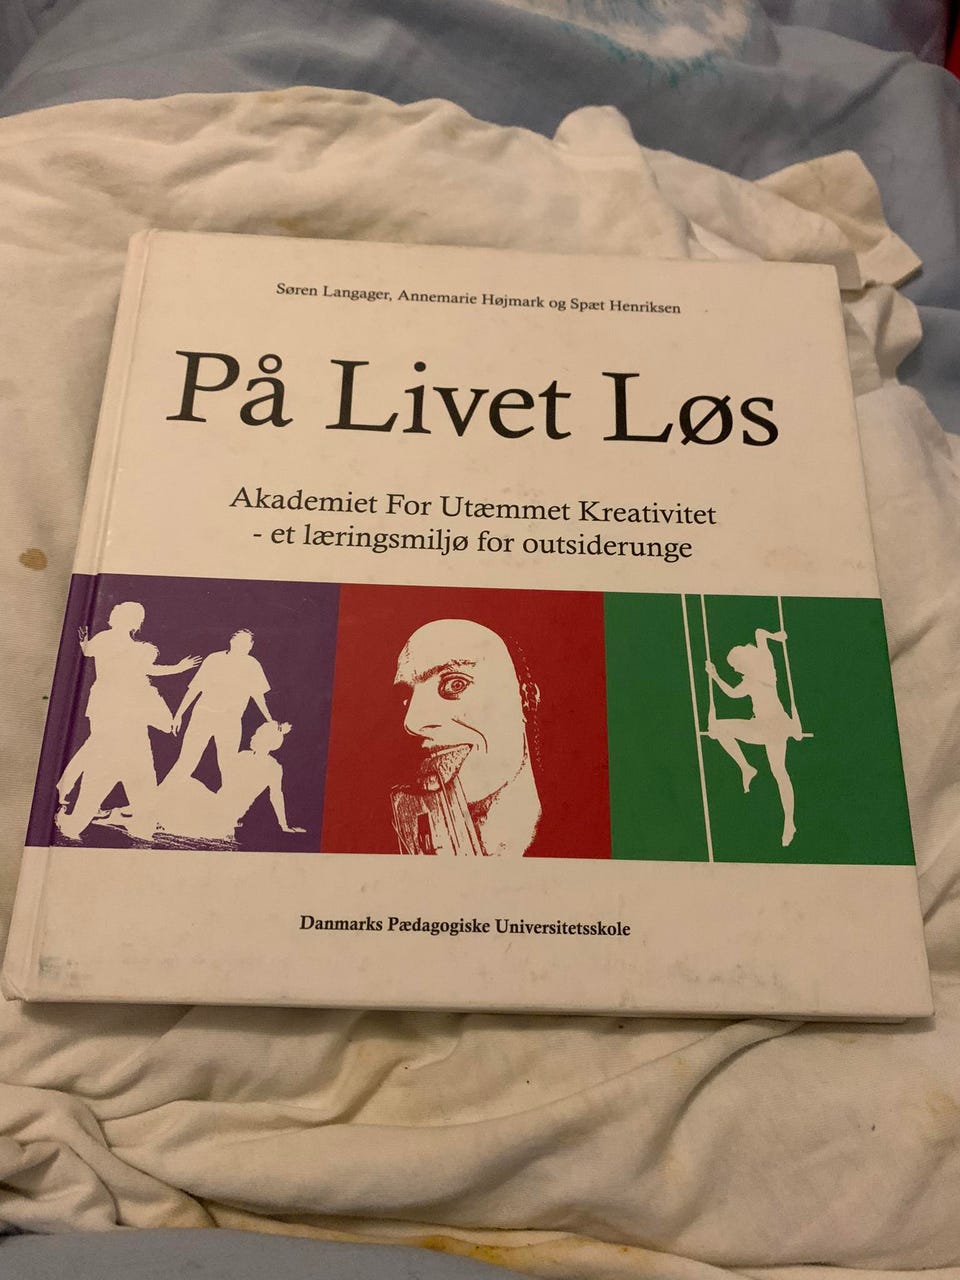 Søren Langager, Annemarie Højmark og Spæt Henriksen
På Livet Løs
Akademiet For Utæmmet Kreativitet
- et læringsmiljø for outsiderunge
Danmarks Pædagogiske Universitetsskole